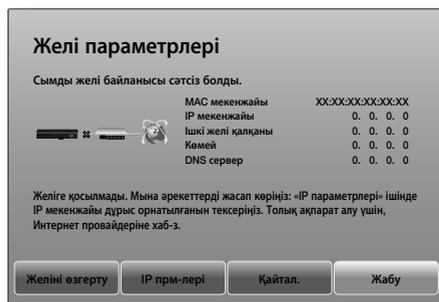 Желі параметрлері
Сымды желі байланысы сәтсіз болды.
MAC мекенжайы XX:XX:XX:XX:XX:XX
IP мекенжайы 0. 0. 0. 0
Ішкі желі қалқаны 0. 0. 0. 0
Көмей 0. 0. 0. 0
DNS сервер 0. 0. 0. 0
Желіге қосылмады. Мына әрекеттерді жасап көріңіз: «IP параметрлері» ішінде
IP мекенжайы дұрыс орнатылғанын тексеріңіз. Толық ақпарат алу үшін,
Интернет провайдеріне хаб-з.
Желіні өзгерту IP прм-лері Қайтал. Жабу